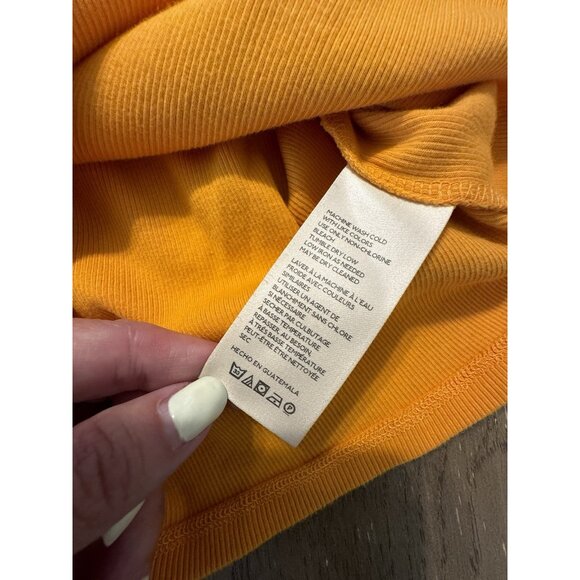 MACHINE WASH COLD
WITH LIKE COLORS
USE ONLY NON-CHLORINE
BLEACH
TUMBLE DRY LOW
LOW IRON AS NEEDED
MAY BE DRY CLEANED
LAVER À LA MACHINE À L'EAU
FROIDE AVEC COULEURS
SIMILAIRES
UTILISER UN AGENT DE
BLANCHIMENT SANS CHLORE
SI NÉCESSAIRE
SÉCHER PAR CULBUTAGE
À BASSE TEMPÉRATURE
REPASSER, AU BESOIN,
À TRÈS BASSE TEMPÉRATURE
PEUT-ÊTRE ÊTRE NETTOYÉE
SEC
HECHO EN GUATEMALA
P